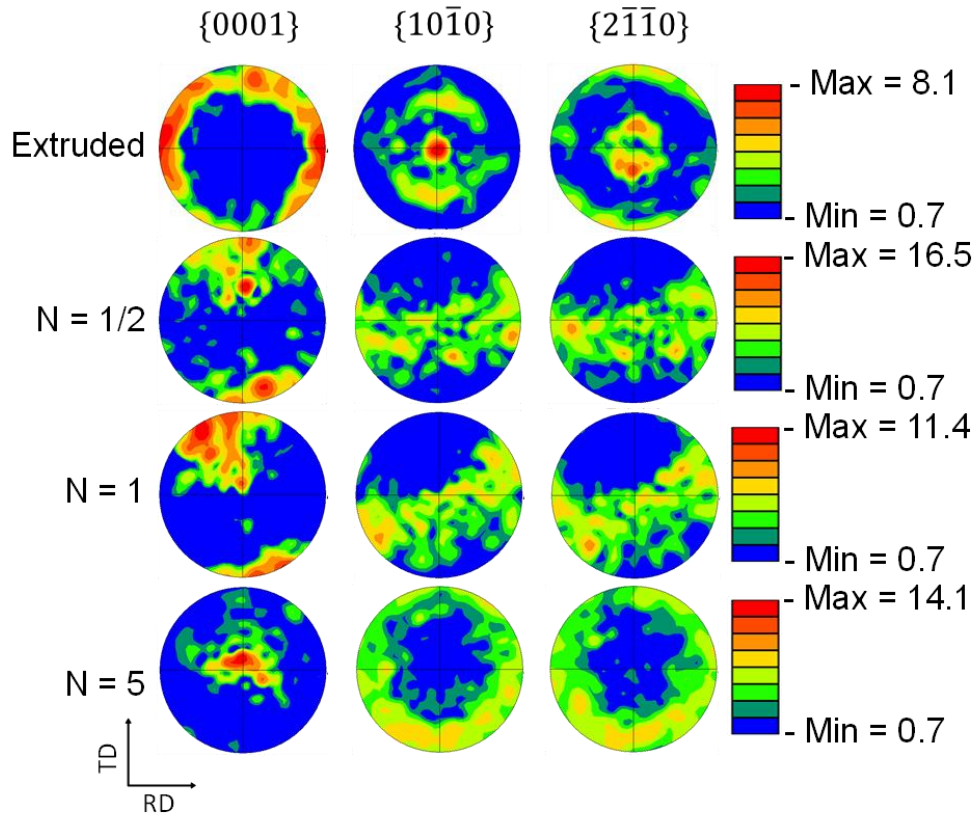 {0001} {101̅0} {21̅1̅0}
Extruded
- Max = 8.1
- Min = 0.7
N = 1/2
- Max = 16.5
- Min = 0.7
N = 1
- Max = 11.4
- Min = 0.7
N = 5
- Max = 14.1
- Min = 0.7
TD
RD